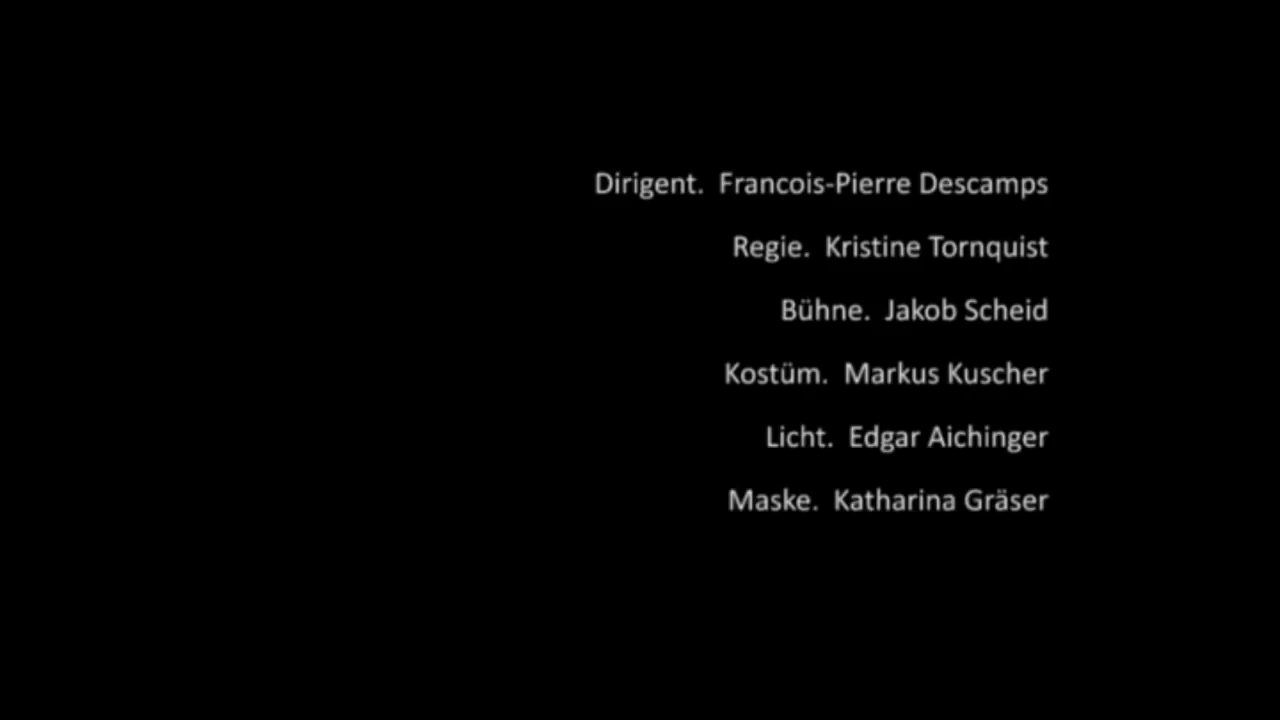 Dirigent.  Francois-Pierre Descamps
Regie.  Kristine Tornquist
Bühne.  Jakob Scheid
Kostüm.  Markus Kuscher
Licht.  Edgar Aichinger
Maske.  Katharina Gräser